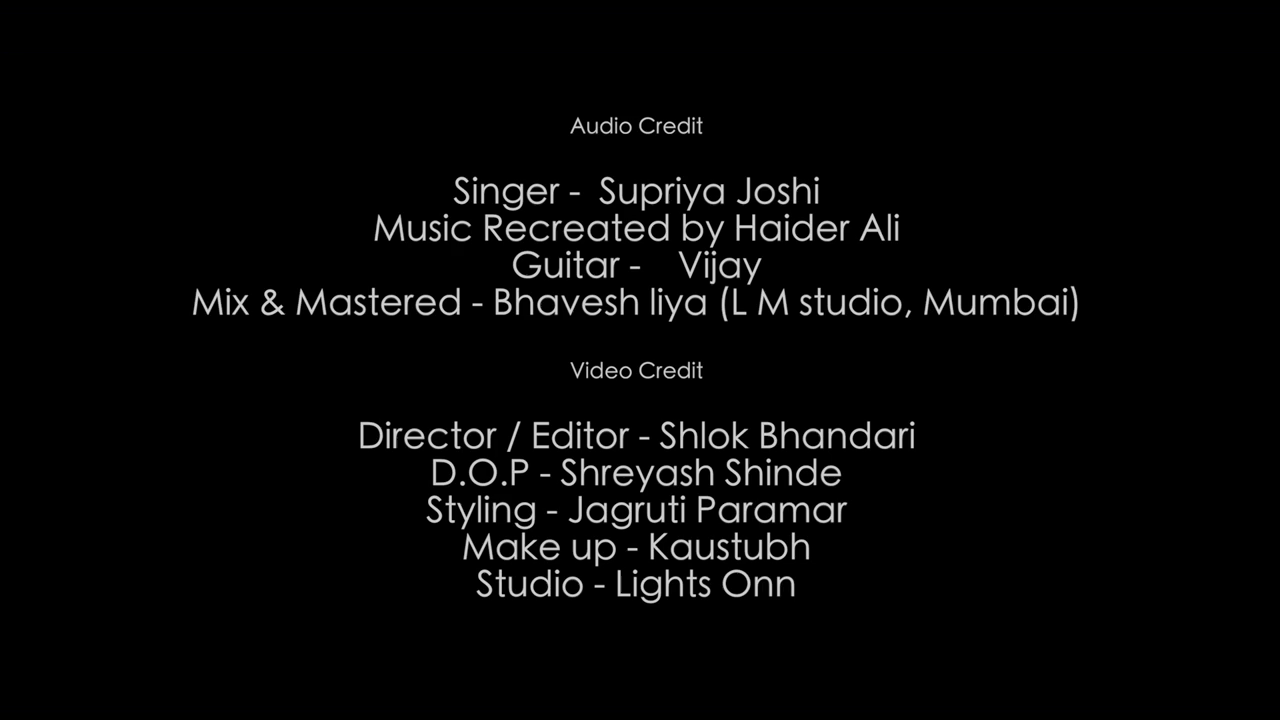 Audio Credit
Singer - Supriya Joshi
Music Recreated by Haider Ali
Guitar - Vijay
Mix & Mastered - Bhavesh liya (L M studio, Mumbai)
Video Credit
Director / Editor - Shlok Bhandari
D.O.P - Shreyash Shinde
Styling - Jagruti Paramar
Make up - Kaustubh
Studio - Lights Onn